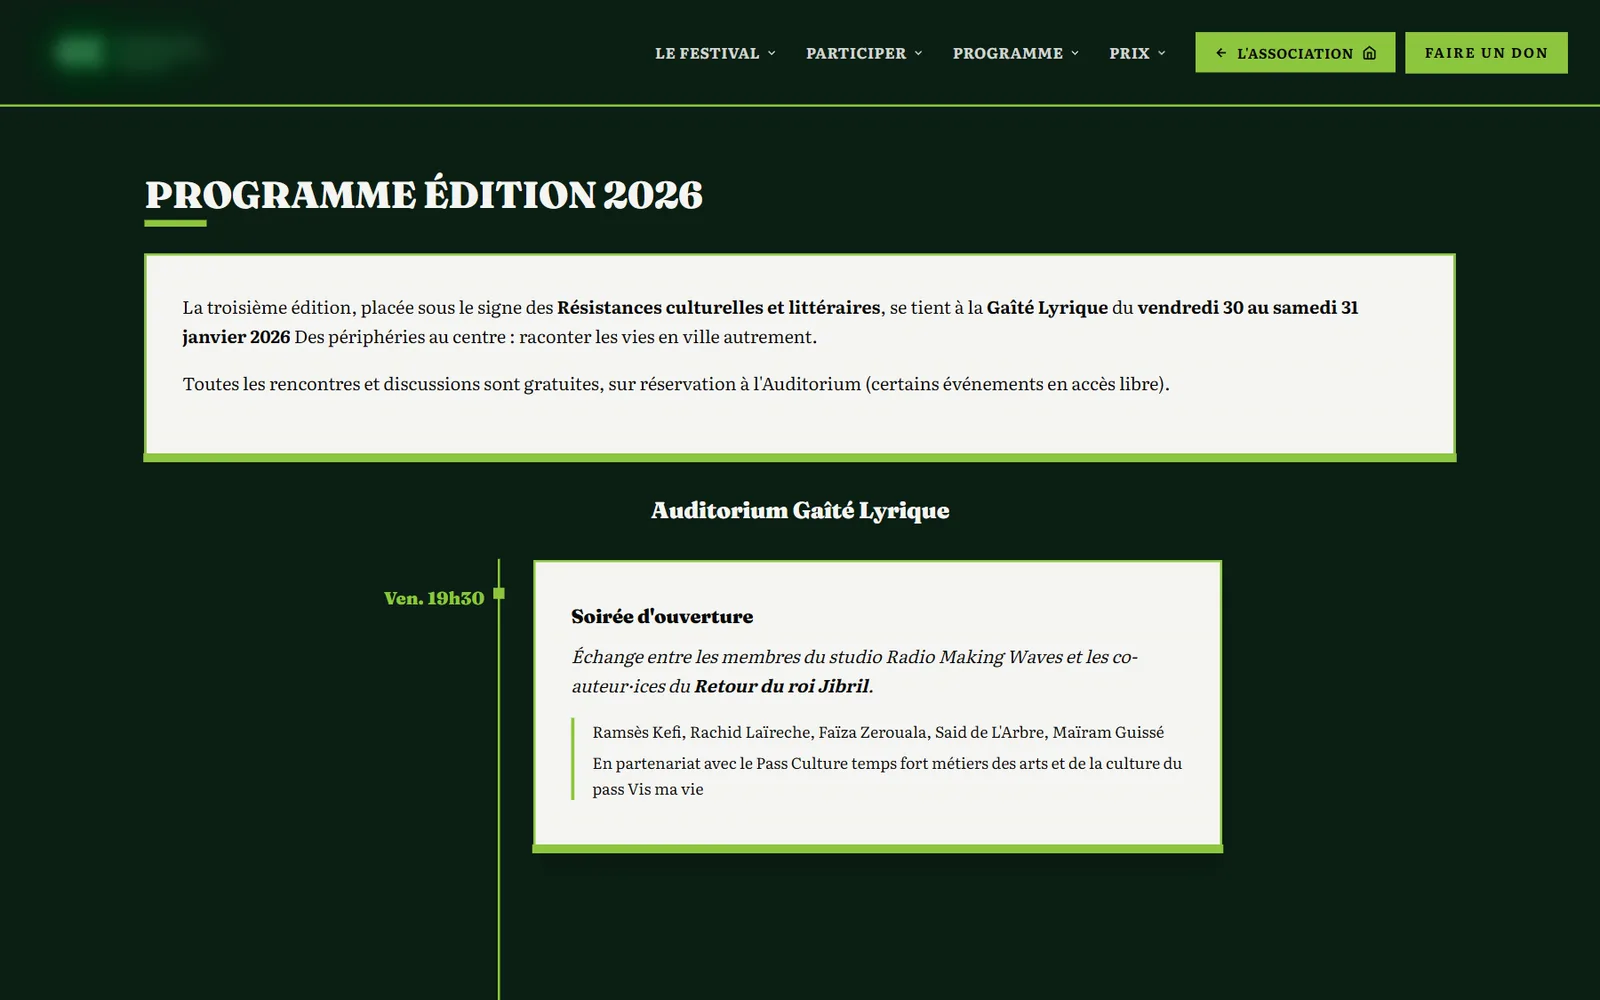 LE FESTIVAL
PARTICIPER
PROGRAMME
PRIX
L'ASSOCIATION
FAIRE UN DON
PROGRAMME ÉDITION 2026
La troisième édition, placée sous le signe des Résistances culturelles et littéraires, se tient à la Gaîté Lyrique du vendredi 30 au samedi 31
janvier 2026 Des périphéries au centre : raconter les vies en ville autrement.
Toutes les rencontres et discussions sont gratuites, sur réservation à l'Auditorium (certains événements en accès libre).
Auditorium Gaîté Lyrique
Ven. 19h30
Soirée d'ouverture
Échange entre les membres du studio Radio Making Waves et les co-
auteur·ices du Retour du roi Jibril.
Ramsès Kefi, Rachid Laïreche, Faïza Zerouala, Said de L'Arbre, Maïram Guissé
En partenariat avec le Pass Culture temps fort métiers des arts et de la culture du
pass Vis ma vie